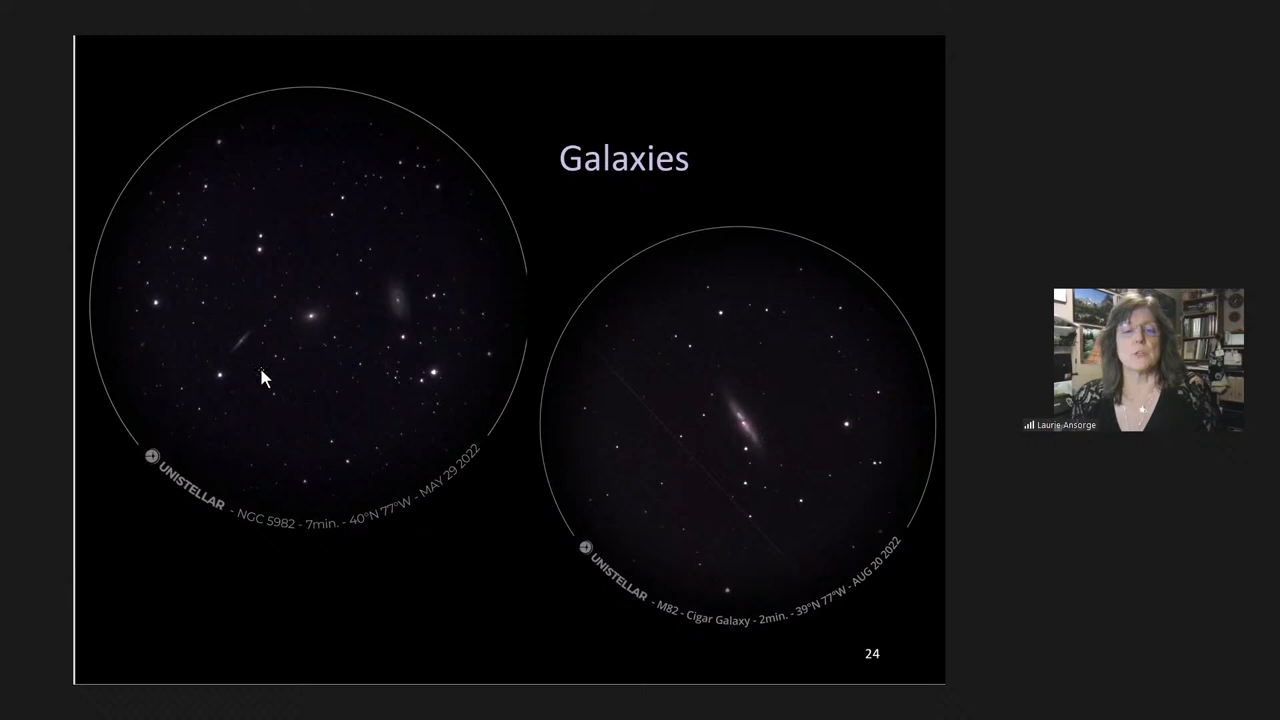 Galaxies
UNISTELLAR - NGC 5982 - 7min. - 40°N 77°W - MAY 29 2022
UNISTELLAR - M82 - Cigar Galaxy - 2min. - 39°N 77°W - AUG 20 2022
Laurie Ansorge
24